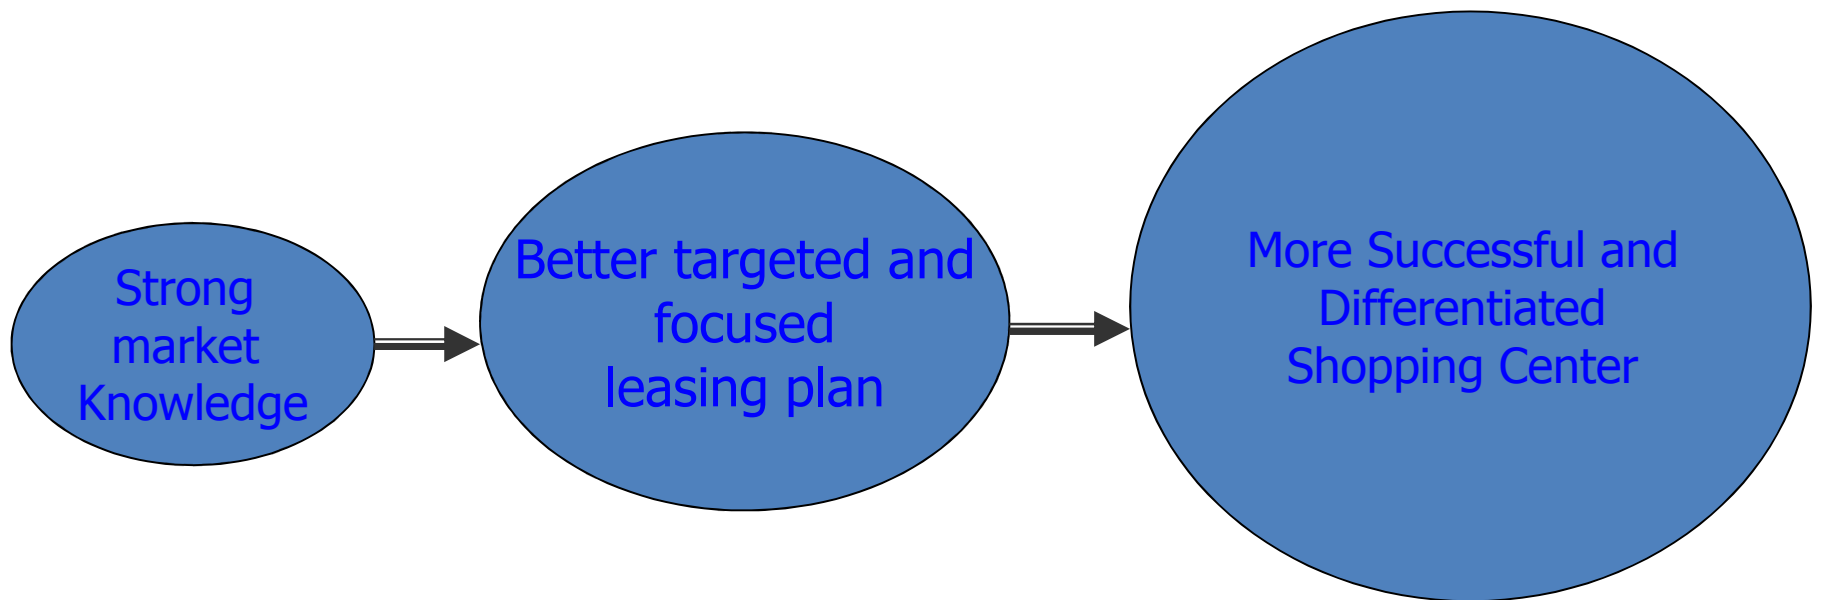 Strong
market
Knowledge
Better targeted and
focused
leasing plan
More Successful and
Differentiated
Shopping Center